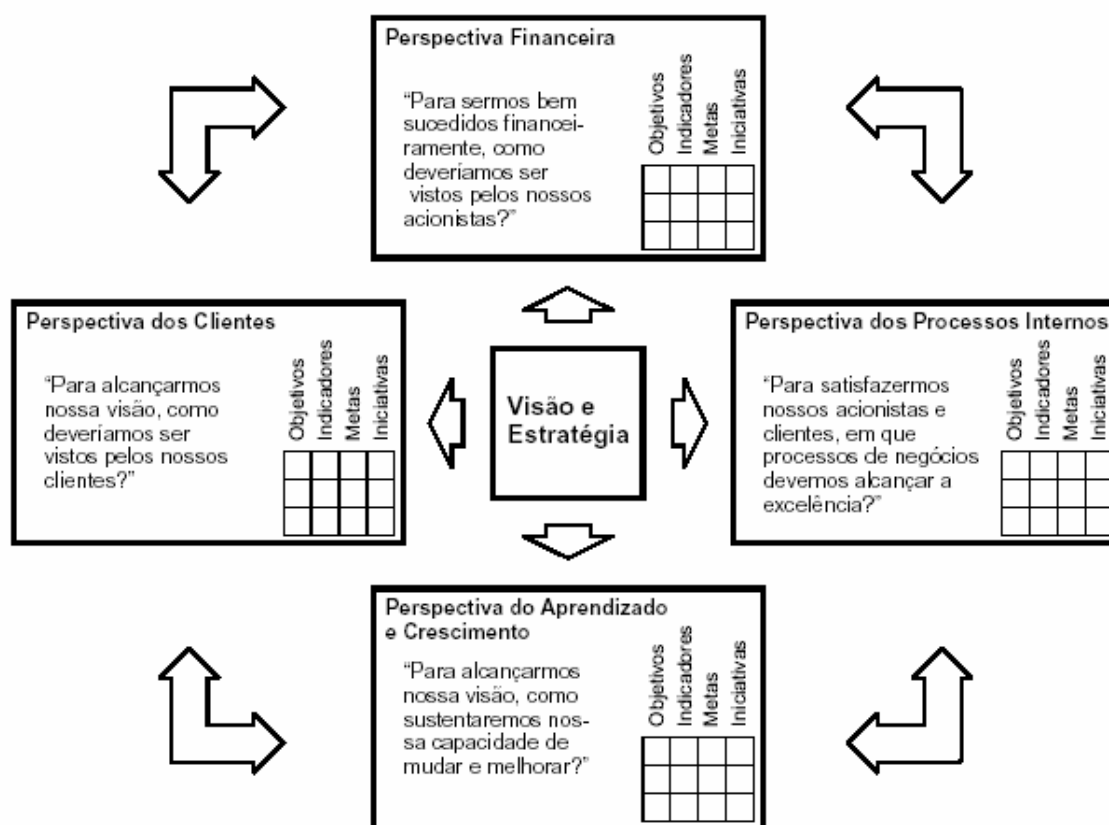 Perspectiva Financeira
"Para sermos bem
sucedidos financei-
ramente, como
deveríamos ser
vistos pelos nossos
acionistas?"
Objetivos
Indicadores
Metas
Iniciativas
Perspectiva dos Clientes
"Para alcançarmos
nossa visão, como
deveríamos ser
vistos pelos nossos
clientes?"
Objetivos
Indicadores
Metas
Iniciativas
Visão e
Estratégia
Perspectiva dos Processos Internos
"Para satisfazermos
nossos acionistas e
clientes, em que
processos de negócios
devemos alcançar a
excelência?"
Objetivos
Indicadores
Metas
Iniciativas
Perspectiva do Aprendizado
e Crescimento
"Para alcançarmos
nossa visão, como
sustentaremos nos-
sa capacidade de
mudar e melhorar?"
Objetivos
Indicadores
Metas
Iniciativas